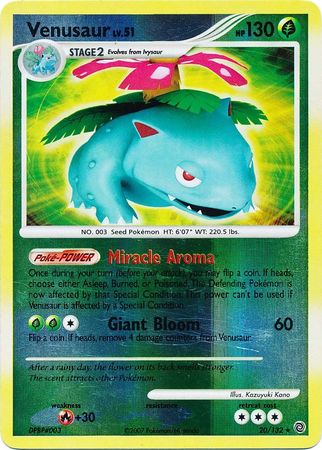 Venusaur LV.51
HP 130
STAGE 2 Evolves from Ivysaur
NO. 003 Seed Pokémon HT: 6'07" WT: 220.5 lbs.
Poké-POWER Miracle Aroma
Once during your turn (before your attack), you may flip a coin. If heads,
choose either Asleep, Burned, or Poisoned. The Defending Pokémon is
now affected by that Special Condition. This power can't be used if
Venusaur is affected by a Special Condition.
Giant Bloom 60
Flip a coin. If heads, remove 4 damage counters from Venusaur.
After a rainy day, the flower on its back smells stronger.
The scent attracts other Pokémon.
Illus. Kazuyuki Kano
weakness resistance retreat cost
+30
DPBP#003 ©2007 Pokémon/Nintendo 20/132 ★